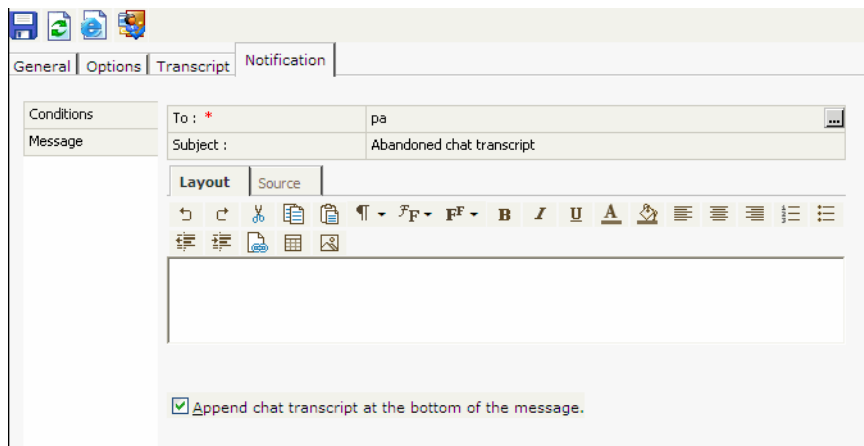 General Options Transcript Notification
Conditions
Message
To : * pa ...
Subject : Abandoned chat transcript
Layout Source
Append chat transcript at the bottom of the message.